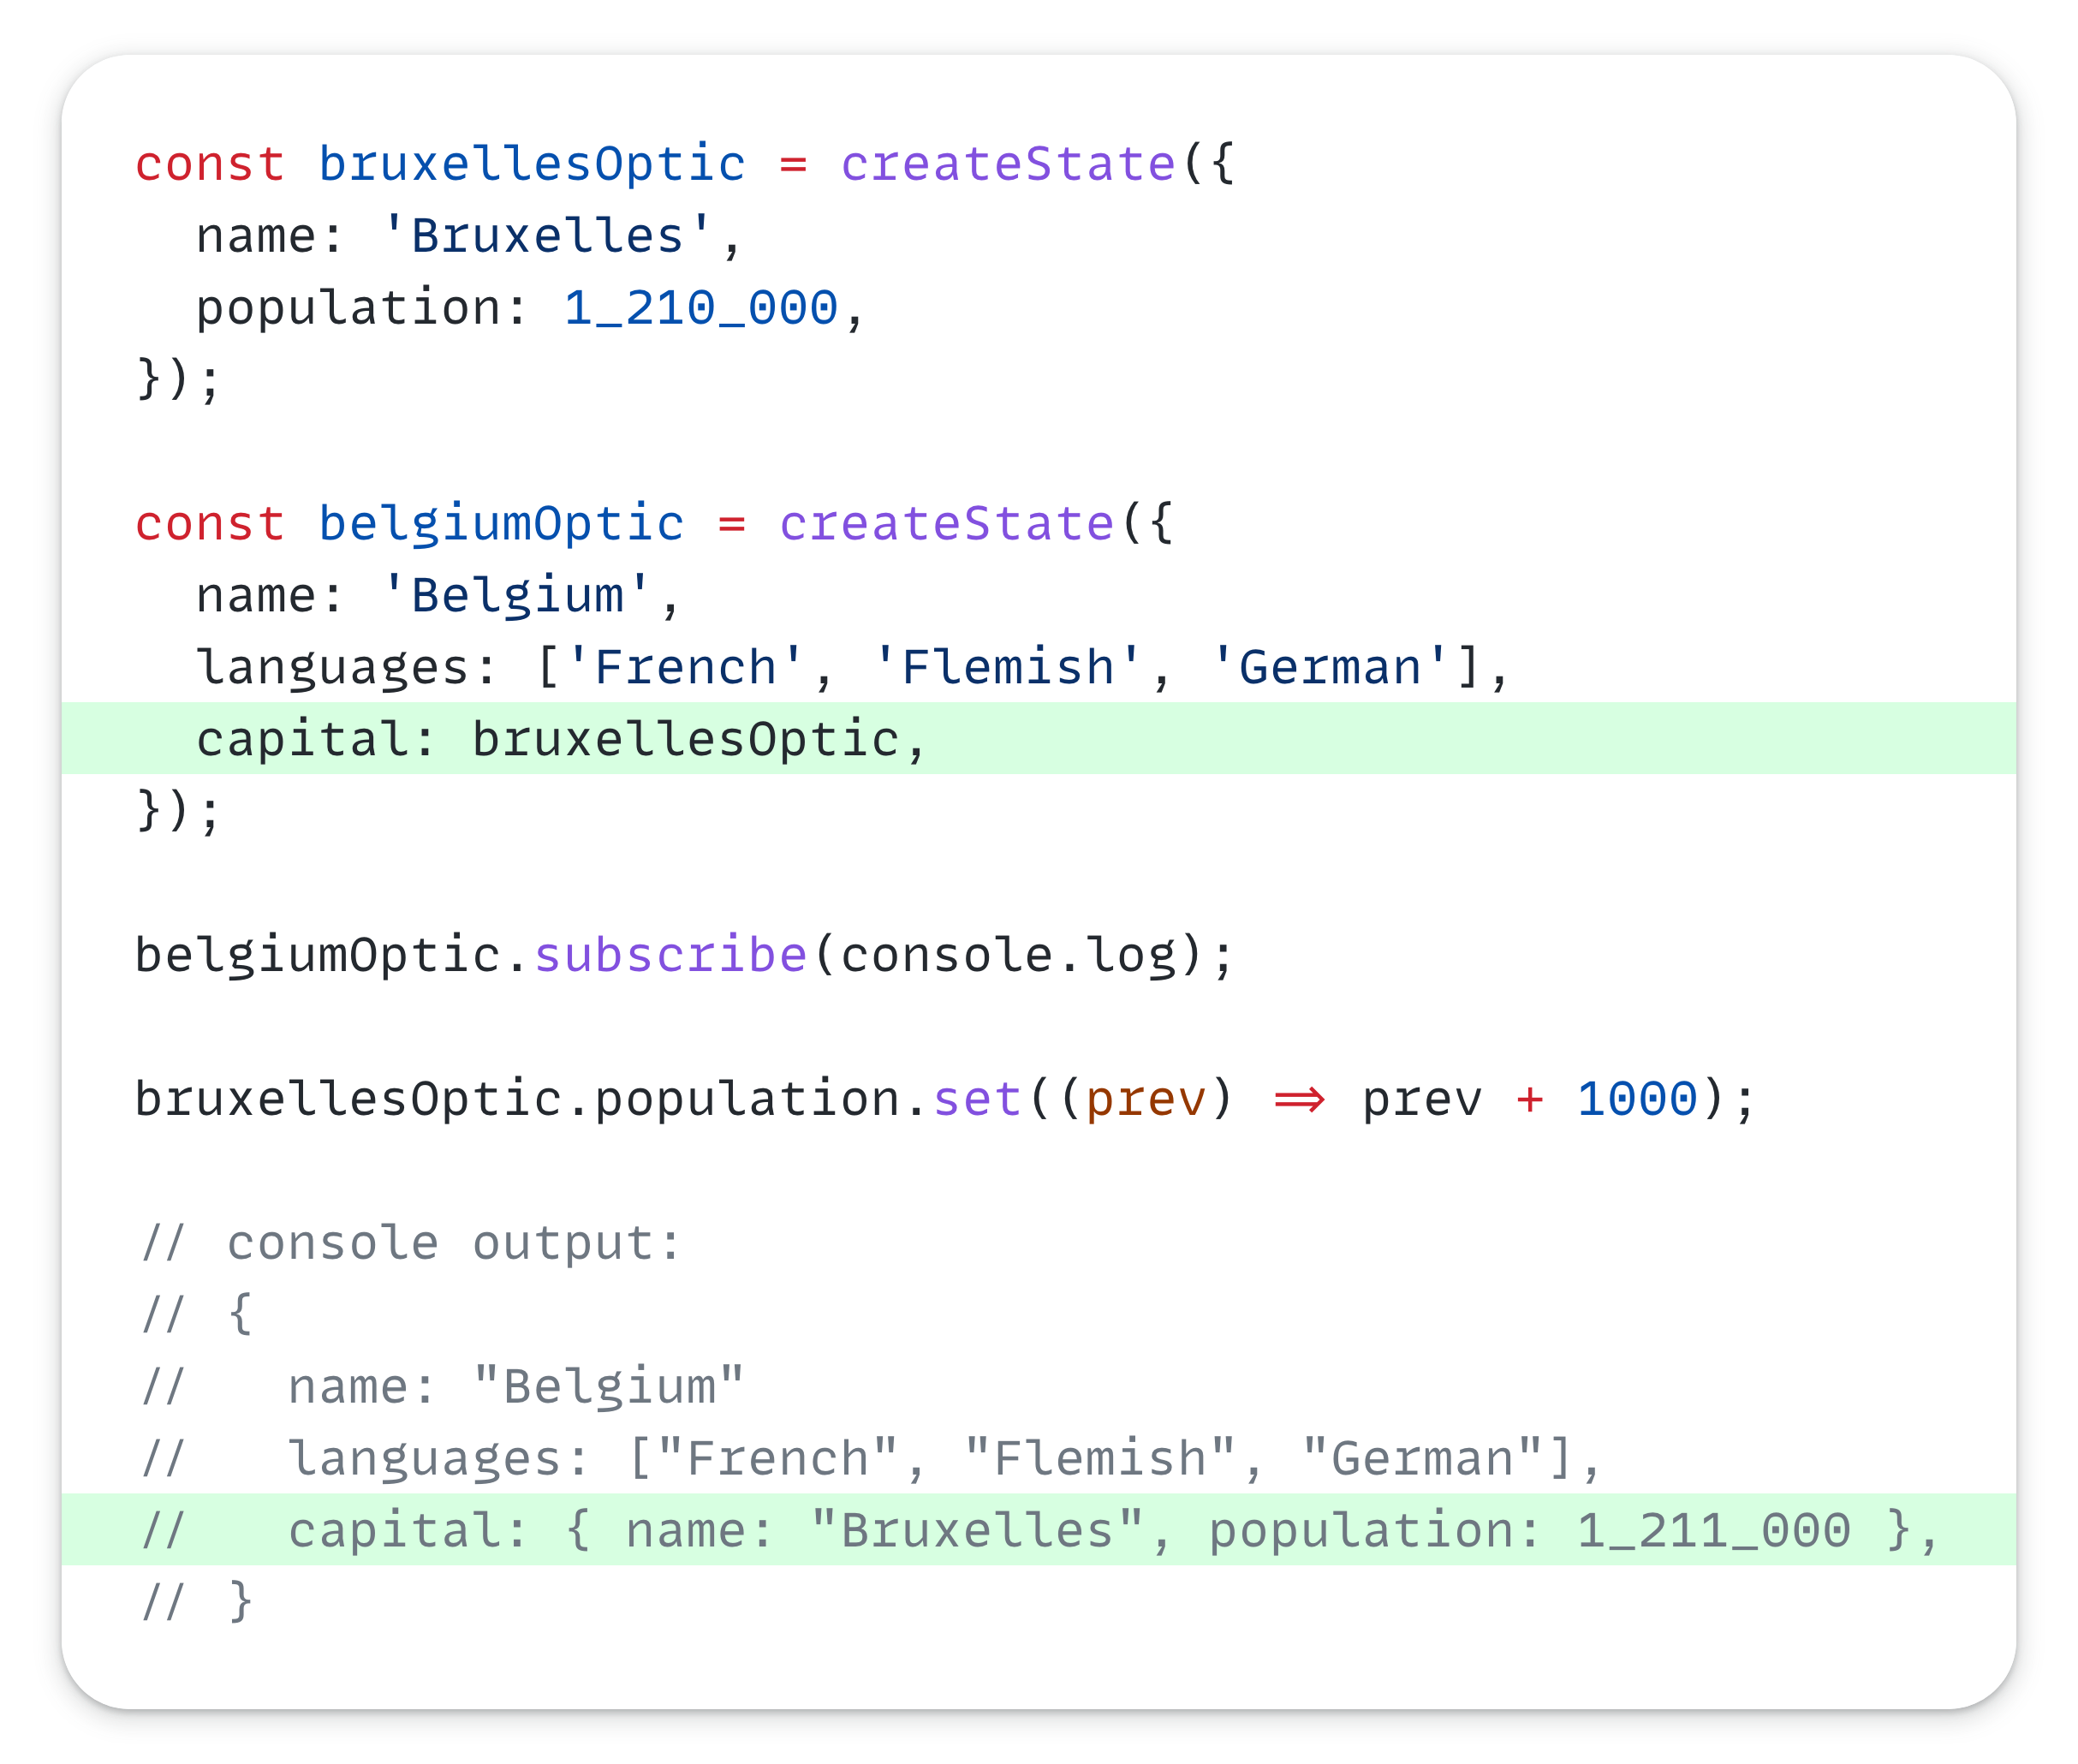 const bruxellesOptic = createState({
  name: 'Bruxelles',
  population: 1_210_000,
});

const belgiumOptic = createState({
  name: 'Belgium',
  languages: ['French', 'Flemish', 'German'],
  capital: bruxellesOptic,
});

belgiumOptic.subscribe(console.log);

bruxellesOptic.population.set((prev) => prev + 1000);

// console output:
// {
//   name: "Belgium"
//   languages: ["French", "Flemish", "German"],
//   capital: { name: "Bruxelles", population: 1_211_000 },
// }